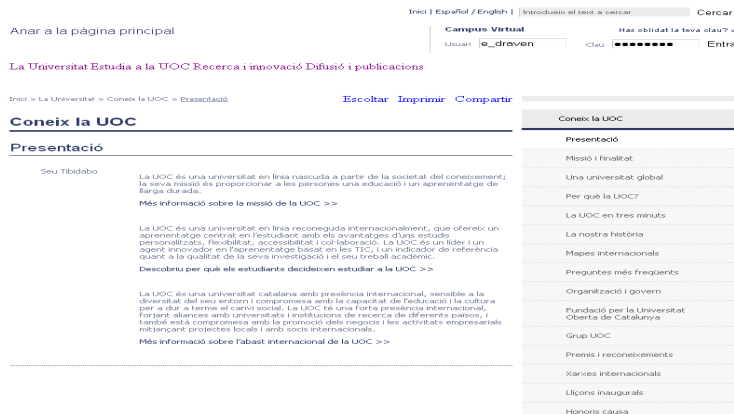 Inici | Español / English | Introdueix el text a cercar Cercar
Anar a la pàgina principal
Campus Virtual Has oblidat la teva clau?
Usuari e_draven Clau ●●●●●●●● Entra
La Universitat Estudia a la UOC Recerca i innovació Difusió i publicacions
Inici > La Universitat > Coneix la UOC > Presentació
Escoltar Imprimir Compartir
Coneix la UOC
Presentació
Seu Tibidabo
La UOC és una universitat en línia nascuda a partir de la societat del coneixement;
la seva missió és proporcionar a les persones una educació i un aprenentatge de
llarga durada.
Més informació sobre la missió de la UOC >>
La UOC és una universitat en línia reconeguda internacionalment, que ofereix un
aprenentatge centrat en l'estudiant amb els avantatges d'uns estudis
personalitzats, flexibilitat, accessibilitat i col·laboració. La UOC és un líder i un
agent innovador en l'aprenentatge basat en les TIC, i un indicador de referència
quant a la qualitat de la seva investigació i el seu treball acadèmic.
Descobriu per què els estudiants decideixen estudiar a la UOC >>
La UOC és una universitat catalana amb presència internacional, sensible a la
diversitat del seu entorn i compromesa amb la capacitat de l'educació i la cultura
per a dur a terme el canvi social. La UOC té una forta presència internacional,
forjant aliances amb universitats i institucions de recerca de diferents països, i
també està compromesa amb la promoció dels negocis i les activitats empresarials
mitjançant projectes locals i amb socis internacionals.
Més informació sobre l'abast internacional de la UOC >>
Coneix la UOC
Presentació
Missió i finalitat
Una universitat global
Per què la UOC?
La UOC en tres minuts
La nostra història
Mapes internacionals
Preguntes més freqüents
Organització i govern
Fundació per la Universitat
Oberta de Catalunya
Grup UOC
Premis i reconeixements
Xarxes internacionals
Lliçons inaugurals
Honoris causa